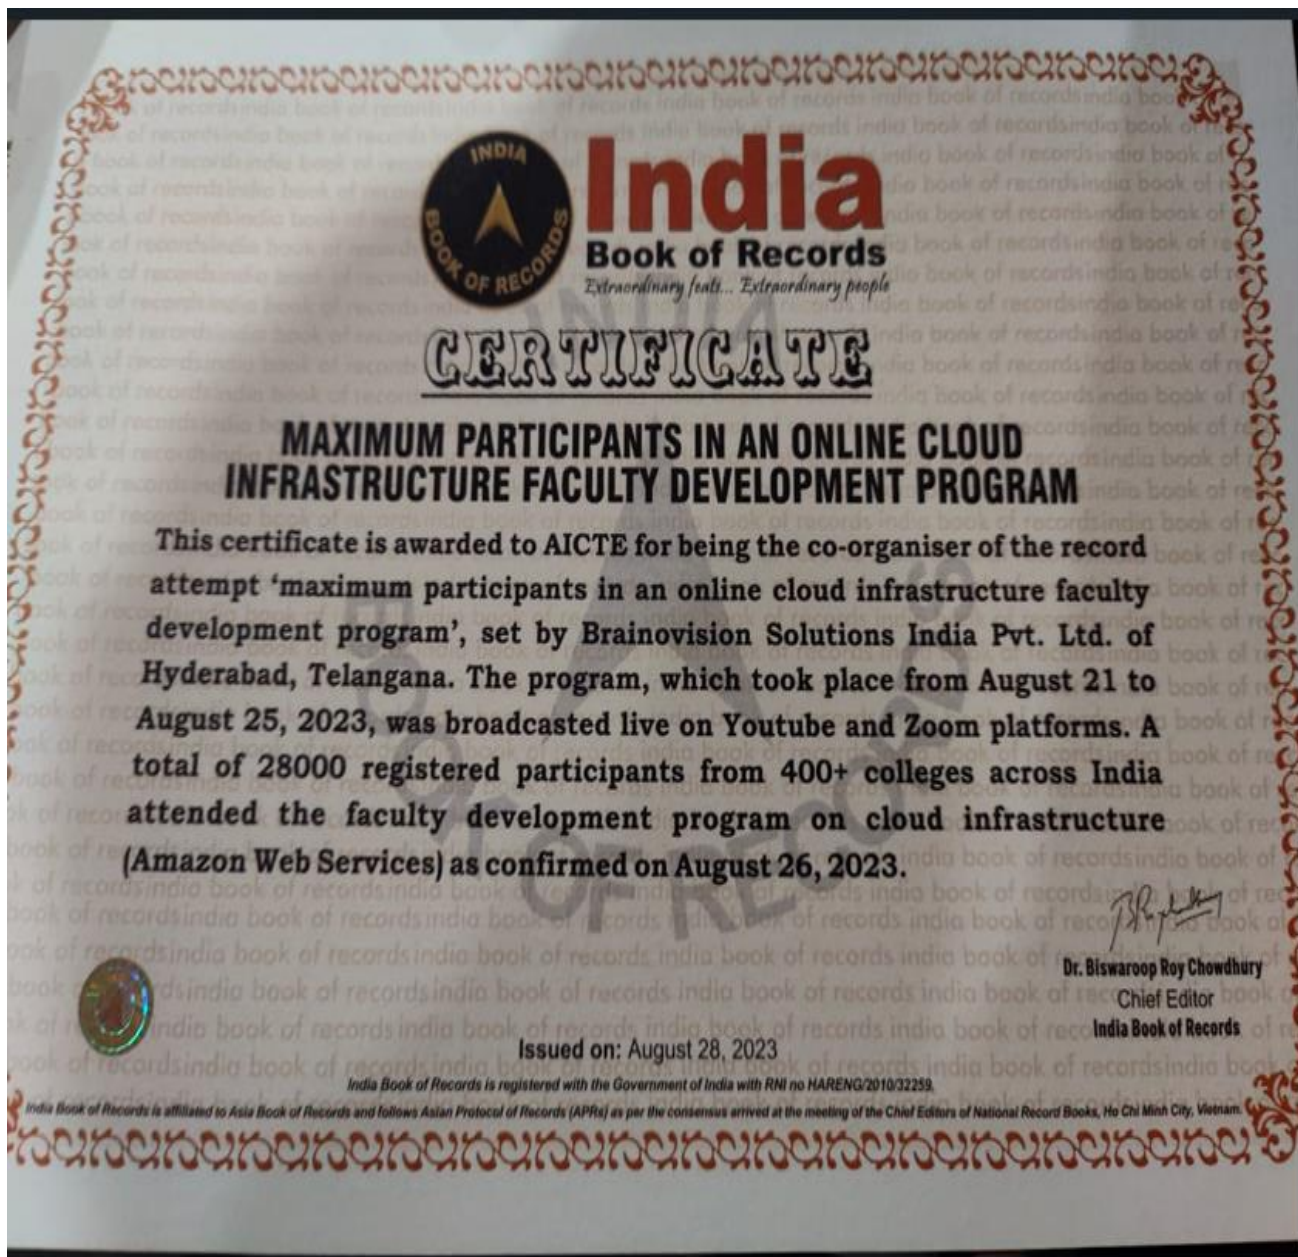 INDIA
BOOK OF RECORDS
India
Book of Records
Extraordinary feats... Extraordinary people
CERTIFICATE
MAXIMUM PARTICIPANTS IN AN ONLINE CLOUD
INFRASTRUCTURE FACULTY DEVELOPMENT PROGRAM
This certificate is awarded to AICTE for being the co-organiser of the record
attempt ‘maximum participants in an online cloud infrastructure faculty
development program’, set by Brainovision Solutions India Pvt. Ltd. of
Hyderabad, Telangana. The program, which took place from August 21 to
August 25, 2023, was broadcasted live on Youtube and Zoom platforms. A
total of 28000 registered participants from 400+ colleges across India
attended the faculty development program on cloud infrastructure
(Amazon Web Services) as confirmed on August 26, 2023.
Dr. Biswaroop Roy Chowdhury
Chief Editor
India Book of Records
Issued on: August 28, 2023
India Book of Records is registered with the Government of India with RNI no HARENG/2010/32259.
India Book of Records is affiliated to Asia Book of Records and follows Asian Protocol of Records (APRs) as per the consensus arrived at the meeting of the Chief Editors of National Record Books, Ho Chi Minh City, Vietnam.